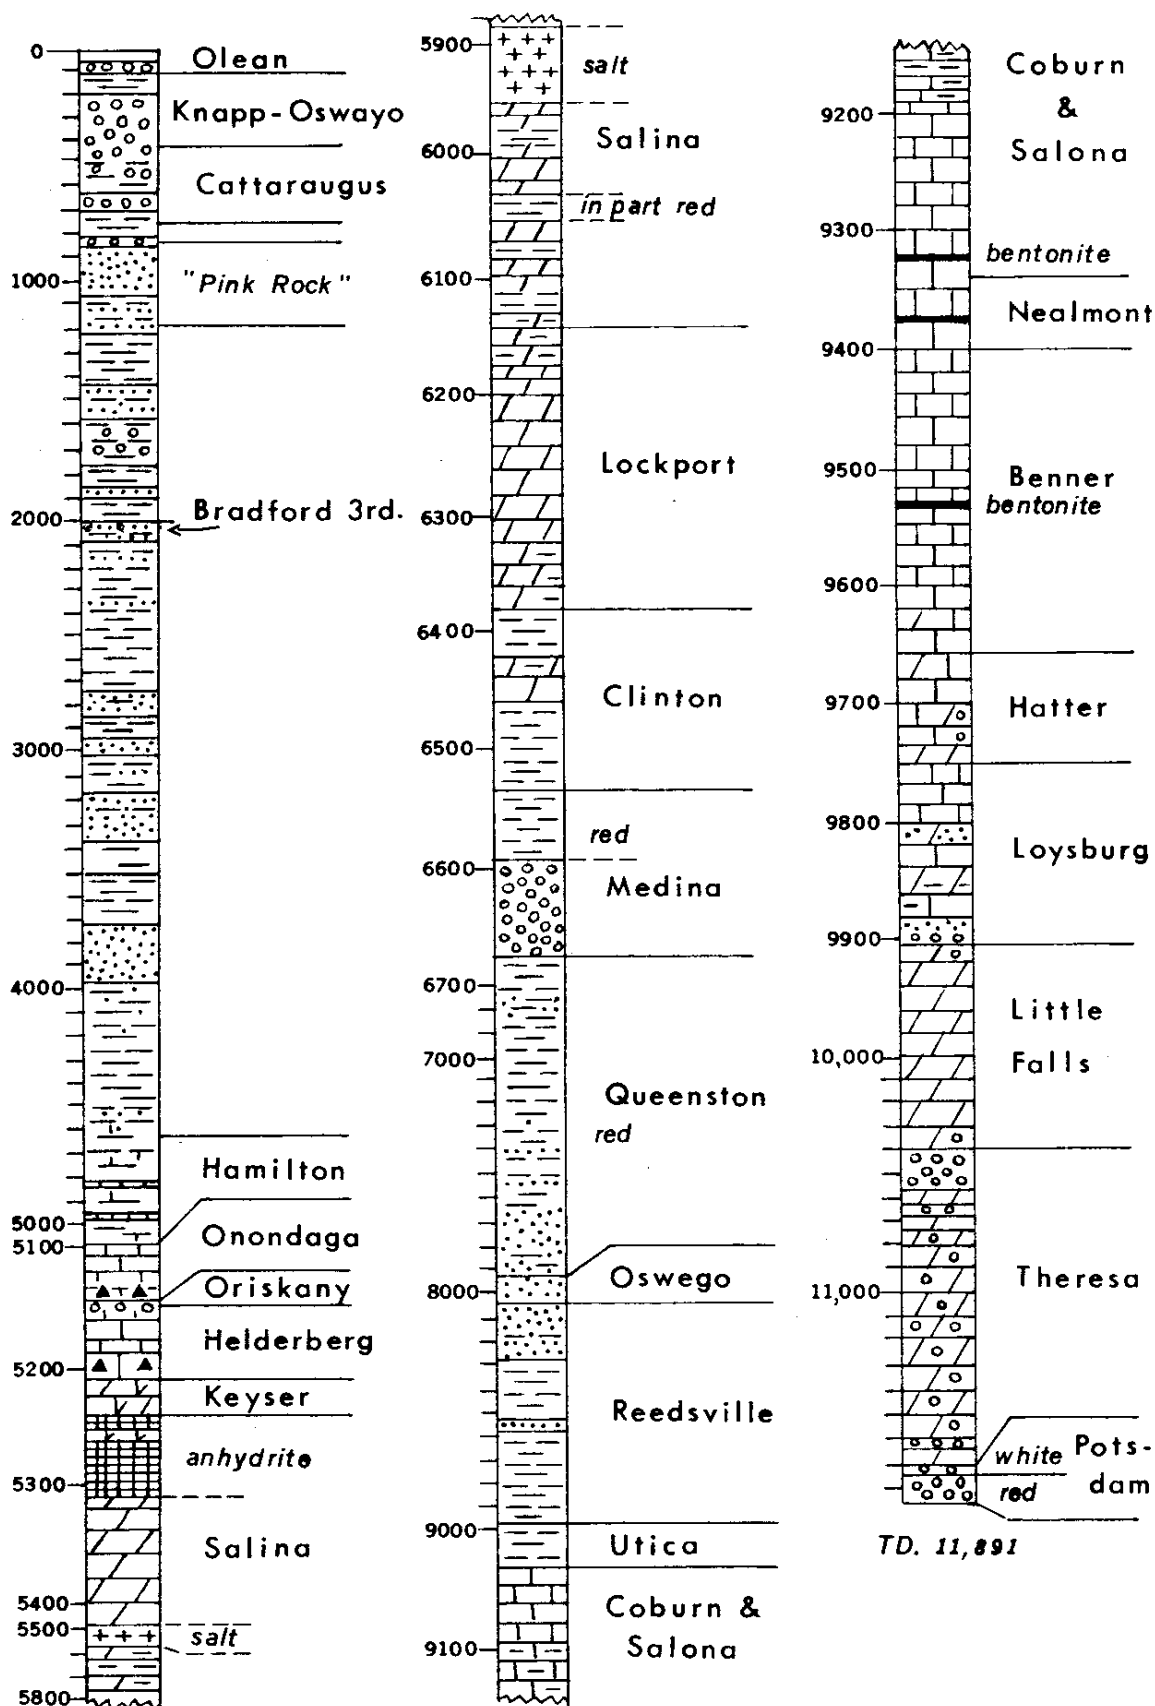 0
Olean
Knapp-Oswayo
Cattaraugus
1000
"Pink Rock"
2000
Bradford 3rd.
3000
4000
Hamilton
5000
5100
Onondaga
Oriskany
Helderberg
5200
Keyser
anhydrite
5300
Salina
5400
5500
salt
5800
5900
salt
Salina
6000
in part red
6100
6200
Lockport
6300
6400
Clinton
6500
red
6600
Medina
6700
7000
Queenston
red
Oswego
8000
Reedsville
9000
Utica
Coburn &
Salona
9100
Coburn
&
Salona
9200
9300
bentonite
Nealmont
9400
9500
Benner
bentonite
9600
9700
Hatter
9800
Loysburg
9900
Little
10,000
Falls
11,000
Theresa
white
Pots-
red
dam
TD. 11,891